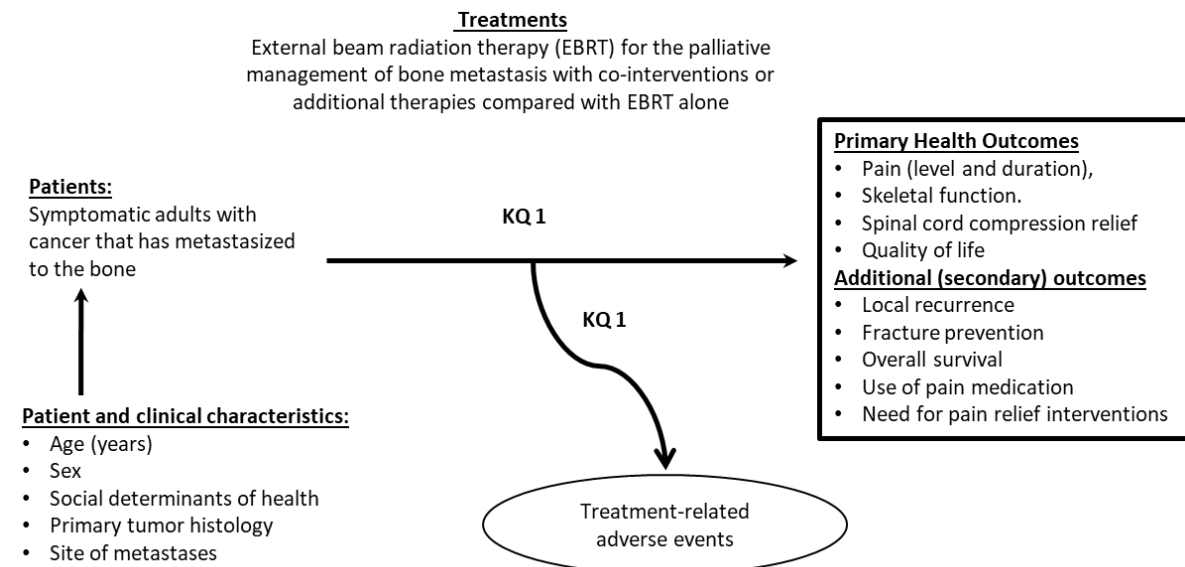 Treatments
External beam radiation therapy (EBRT) for the palliative
management of bone metastasis with co-interventions or
additional therapies compared with EBRT alone
Patients:
Symptomatic adults with
cancer that has metastasized
to the bone
KQ 1
KQ 1
Primary Health Outcomes
• Pain (level and duration),
• Skeletal function.
• Spinal cord compression relief
• Quality of life
Additional (secondary) outcomes
• Local recurrence
• Fracture prevention
• Overall survival
• Use of pain medication
• Need for pain relief interventions
Patient and clinical characteristics:
• Age (years)
• Sex
• Social determinants of health
• Primary tumor histology
• Site of metastases
Treatment-related
adverse events